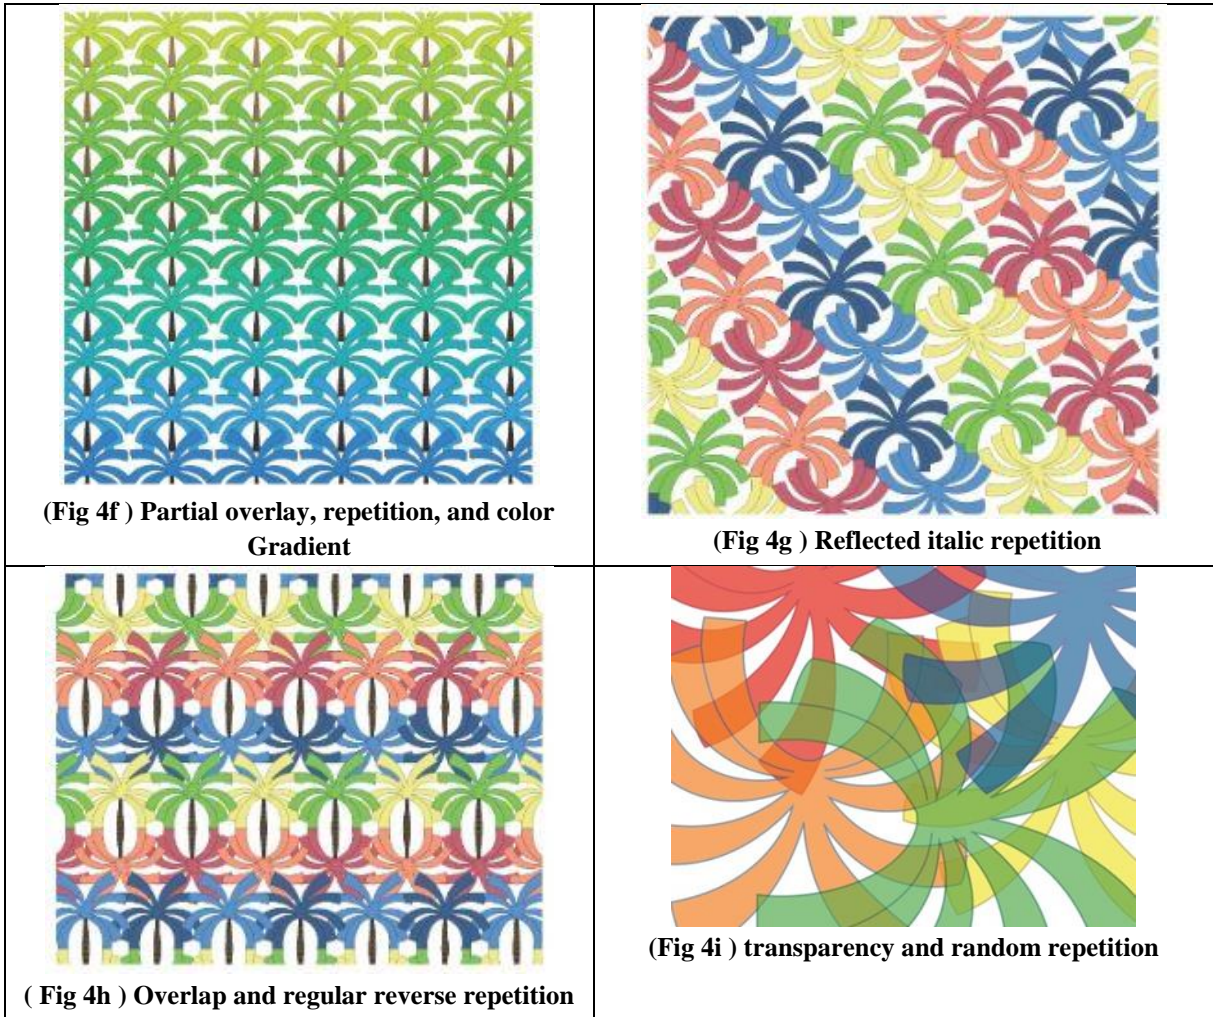 (Fig 4f ) Partial overlay, repetition, and color
Gradient
(Fig 4g ) Reflected italic repetition
( Fig 4h ) Overlap and regular reverse repetition
(Fig 4i ) transparency and random repetition